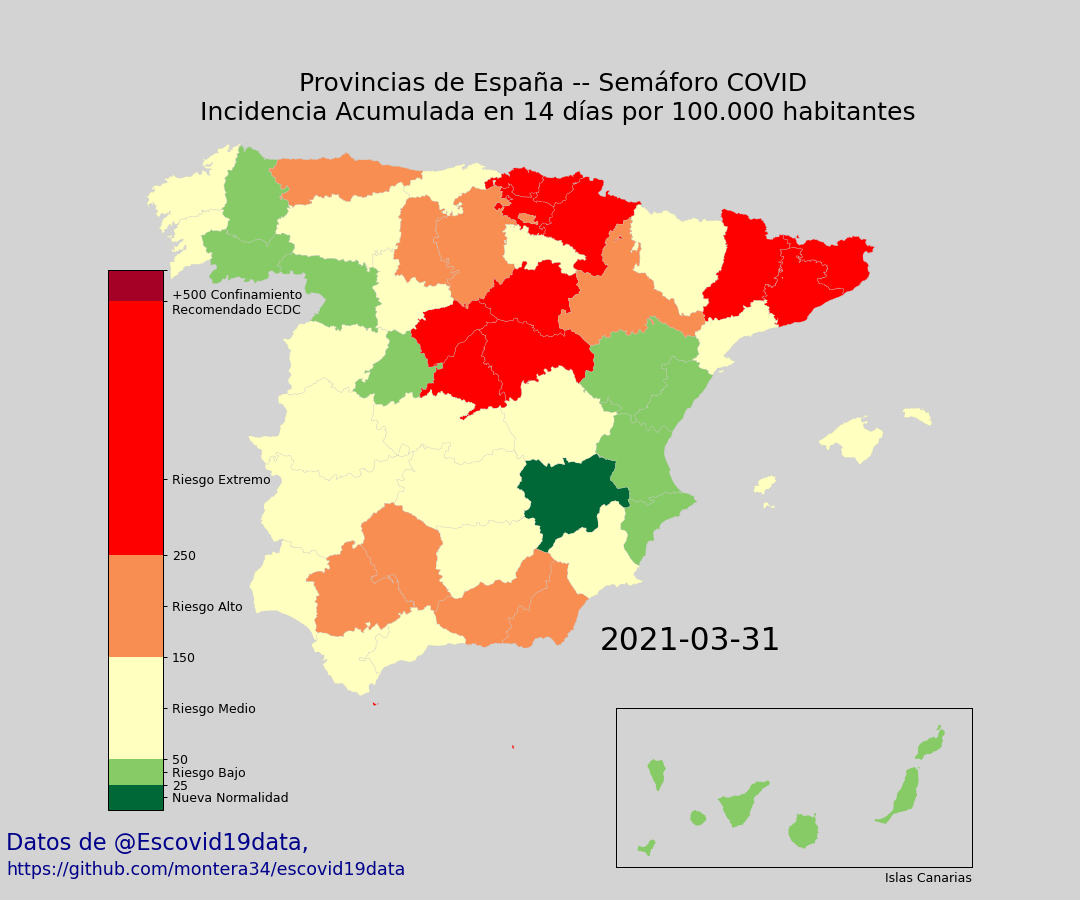 Provincias de España -- Semáforo COVID
Incidencia Acumulada en 14 días por 100.000 habitantes
+500 Confinamiento
Recomendado ECDC
Riesgo Extremo
250
Riesgo Alto
150
Riesgo Medio
50
Riesgo Bajo
25
Nueva Normalidad
2021-03-31
Islas Canarias
Datos de @Escovid19data,
https://github.com/montera34/escovid19data